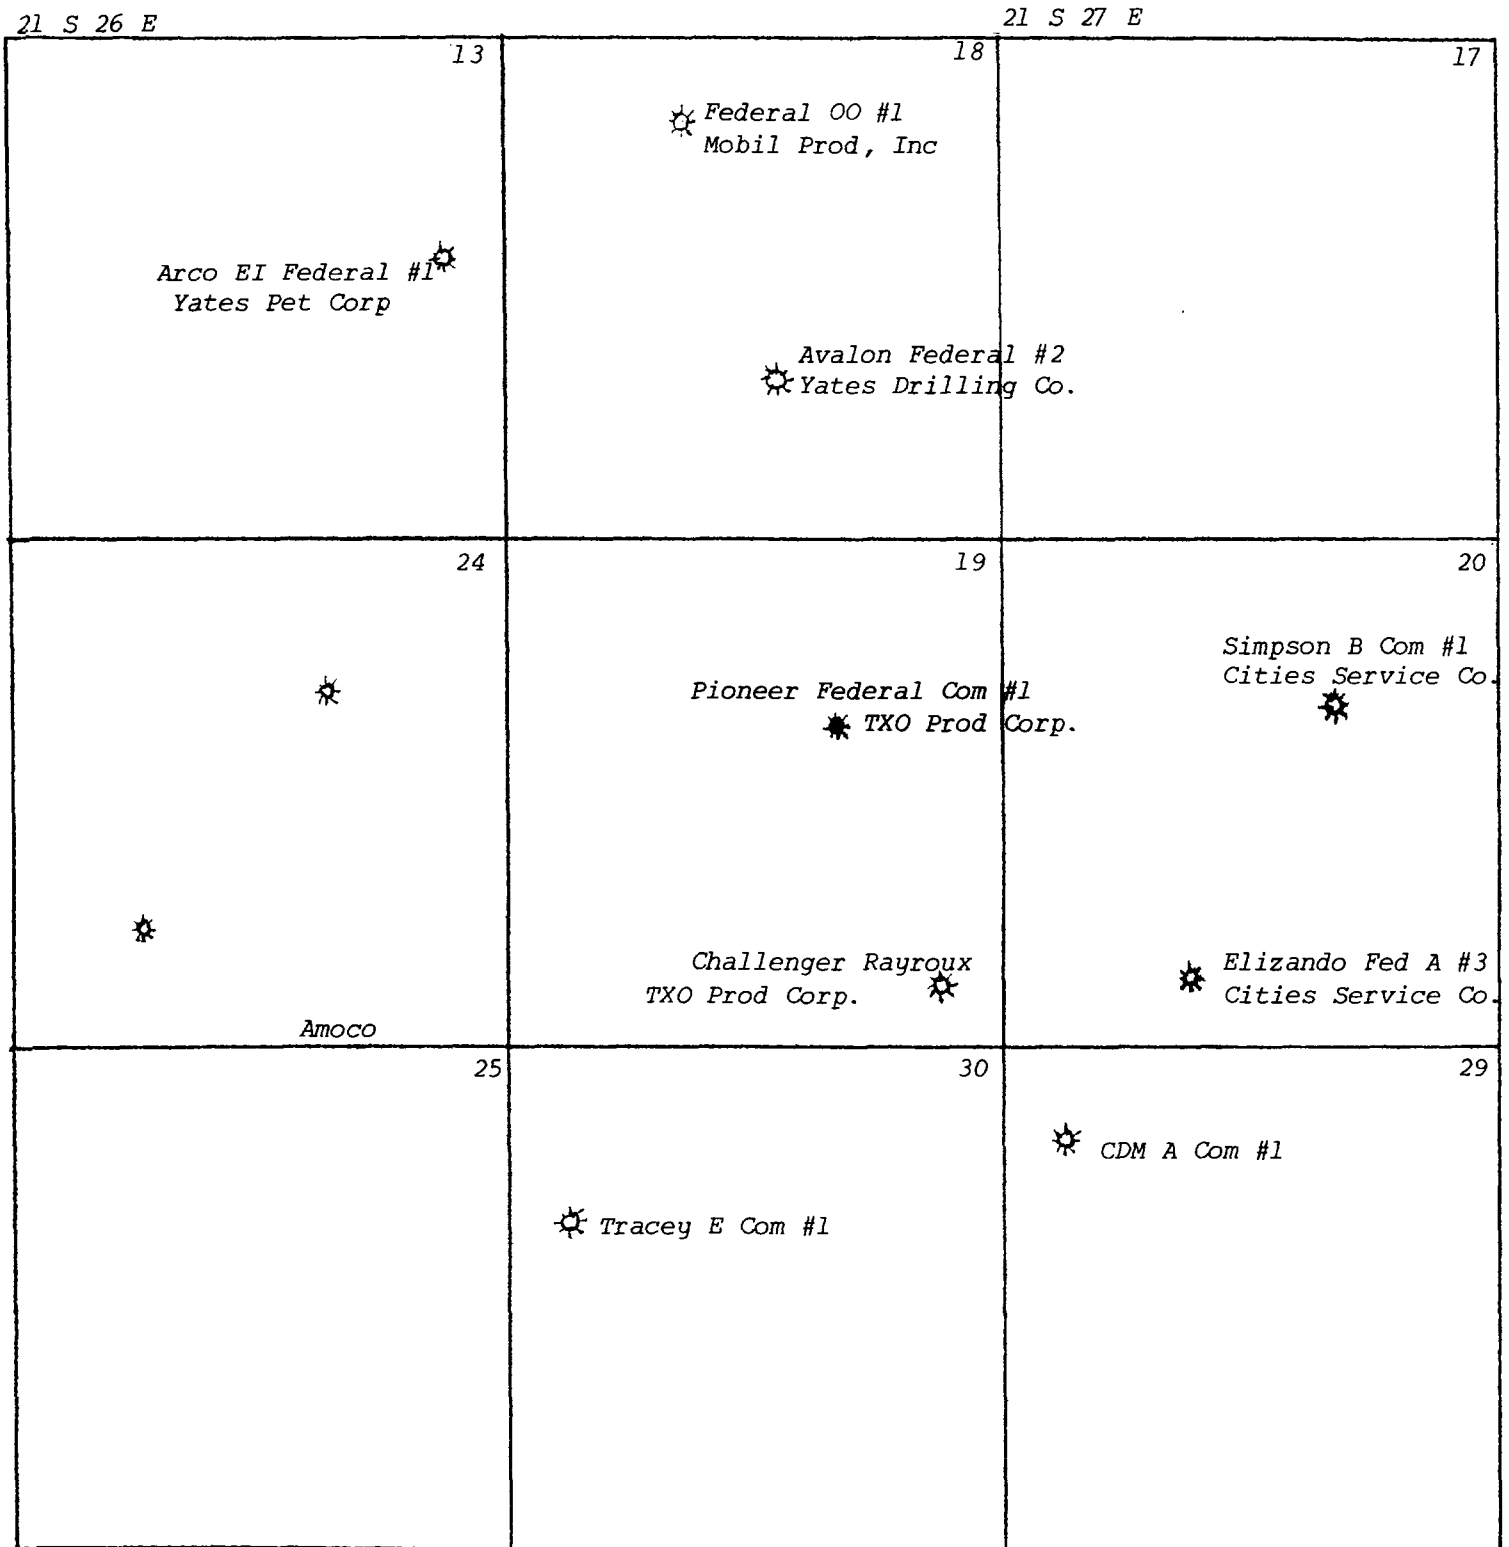 21 S 26 E
21 S 27 E
13
18
17
Federal OO #1
Mobil Prod, Inc
Arco EI Federal #1
Yates Pet Corp
Avalon Federal #2
Yates Drilling Co.
24
19
20
Simpson B Com #1
Cities Service Co.
Pioneer Federal Com #1
TXO Prod Corp.
Challenger Rayroux
TXO Prod Corp.
Elizando Fed A #3
Cities Service Co.
Amoco
25
30
29
CDM A Com #1
Tracey E Com #1